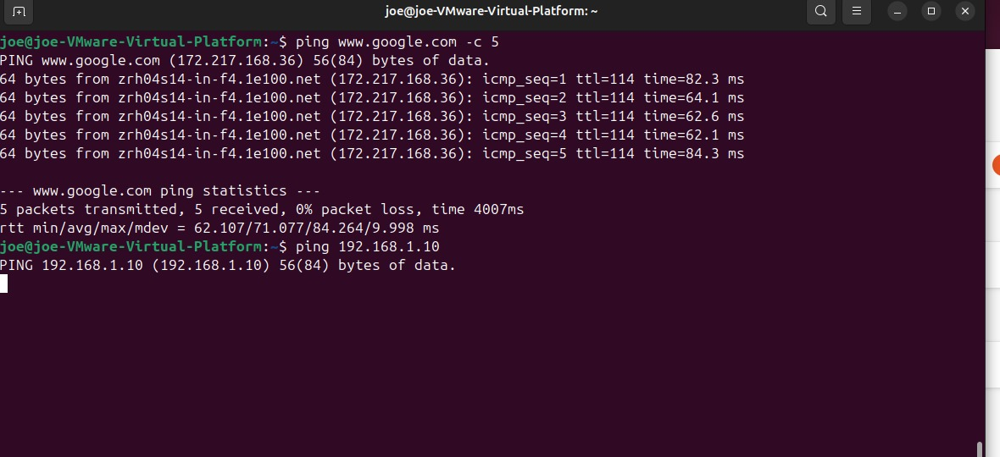 joe@joe-VMware-Virtual-Platform: ~
joe@joe-VMware-Virtual-Platform:~$ ping www.google.com -c 5
PING www.google.com (172.217.168.36) 56(84) bytes of data.
64 bytes from zrh04s14-in-f4.1e100.net (172.217.168.36): icmp_seq=1 ttl=114 time=82.3 ms
64 bytes from zrh04s14-in-f4.1e100.net (172.217.168.36): icmp_seq=2 ttl=114 time=64.1 ms
64 bytes from zrh04s14-in-f4.1e100.net (172.217.168.36): icmp_seq=3 ttl=114 time=62.6 ms
64 bytes from zrh04s14-in-f4.1e100.net (172.217.168.36): icmp_seq=4 ttl=114 time=62.1 ms
64 bytes from zrh04s14-in-f4.1e100.net (172.217.168.36): icmp_seq=5 ttl=114 time=84.3 ms
--- www.google.com ping statistics ---
5 packets transmitted, 5 received, 0% packet loss, time 4007ms
rtt min/avg/max/mdev = 62.107/71.077/84.264/9.998 ms
joe@joe-VMware-Virtual-Platform:~$ ping 192.168.1.10
PING 192.168.1.10 (192.168.1.10) 56(84) bytes of data.